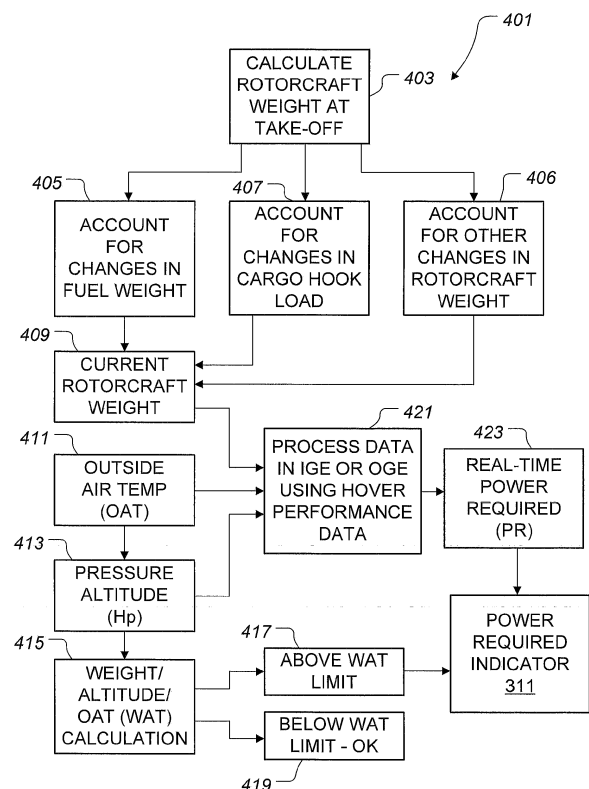 401
CALCULATE
ROTORCRAFT
WEIGHT AT
TAKE-OFF
403
405
ACCOUNT
FOR
CHANGES IN
FUEL WEIGHT
407
ACCOUNT
FOR
CHANGES IN
CARGO HOOK
LOAD
406
ACCOUNT
FOR OTHER
CHANGES IN
ROTORCRAFT
WEIGHT
409
CURRENT
ROTORCRAFT
WEIGHT
411
OUTSIDE
AIR TEMP
(OAT)
421
PROCESS DATA
IN IGE OR OGE
USING HOVER
PERFORMANCE
DATA
423
REAL-TIME
POWER
REQUIRED
(PR)
413
PRESSURE
ALTITUDE
(Hp)
415
WEIGHT/
ALTITUDE/
OAT (WAT)
CALCULATION
417
ABOVE WAT
LIMIT
POWER
REQUIRED
INDICATOR
311
BELOW WAT
LIMIT - OK
419